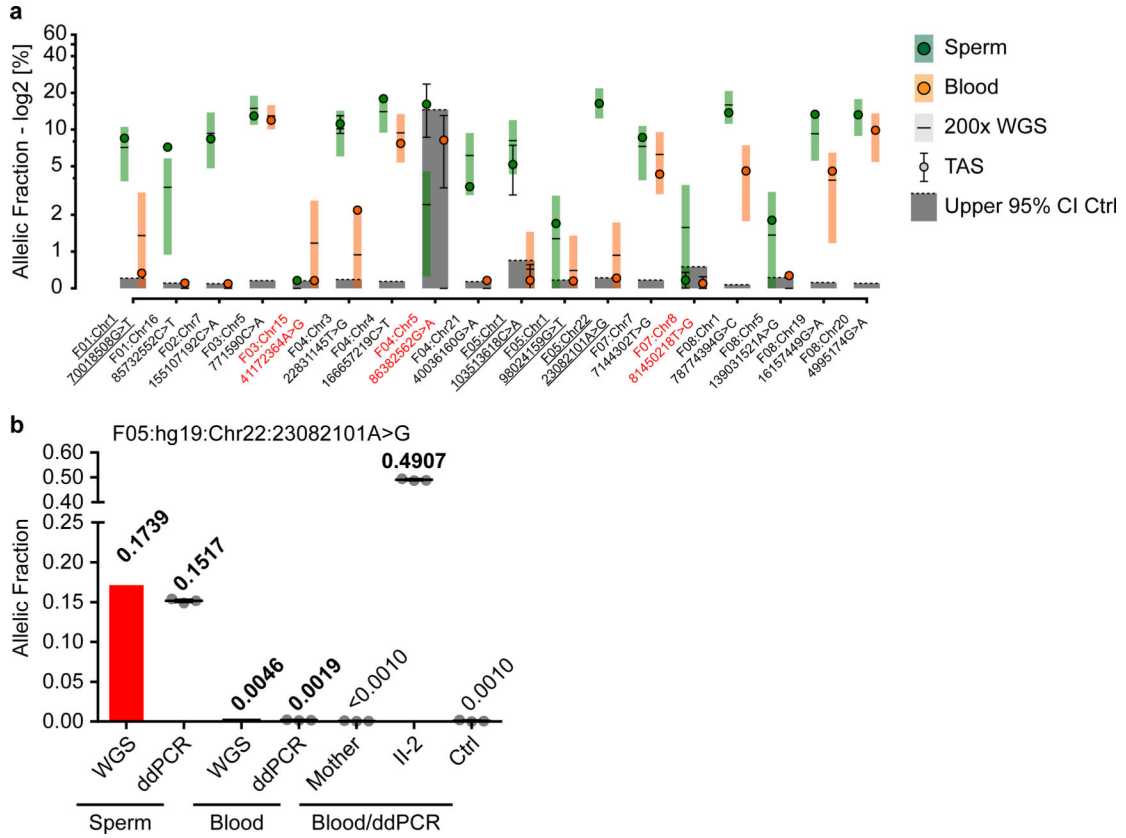 a
Allelic Fraction - log2 [%]
60
40
20
10
5
2
1
0
Sperm
Blood
200x WGS
TAS
Upper 95% CI Ctrl
F01:Chr1
70018508G>T
F01:Chr16
85732552C>T
F02:Chr7
155107192C>A
F03:Chr5
771590C>A
F03:Chr15
41172364A>G
F04:Chr3
22831145T>G
F04:Chr4
166657219C>T
F04:Chr5
86382562G>A
F04:Chr21
40036160G>A
F05:Chr1
103513618G>A
F05:Chr1
98024159G>T
F05:Chr22
23082101A>G
F07:Chr7
7144302T>G
F07:Chr8
81450218T>G
F08:Chr1
78774394G>C
F08:Chr5
139031521A>G
F08:Chr19
16157449G>A
F08:Chr20
4995174G>A
b
F05:hg19:Chr22:23082101A>G
Allelic Fraction
0.60
0.50
0.40
0.25
0.20
0.15
0.10
0.05
0.00
0.1739
0.1517
0.0046
0.0019
<0.0010
0.4907
0.0010
WGS
ddPCR
WGS
ddPCR
Mother
II-2
Ctrl
Sperm
Blood
Blood/ddPCR